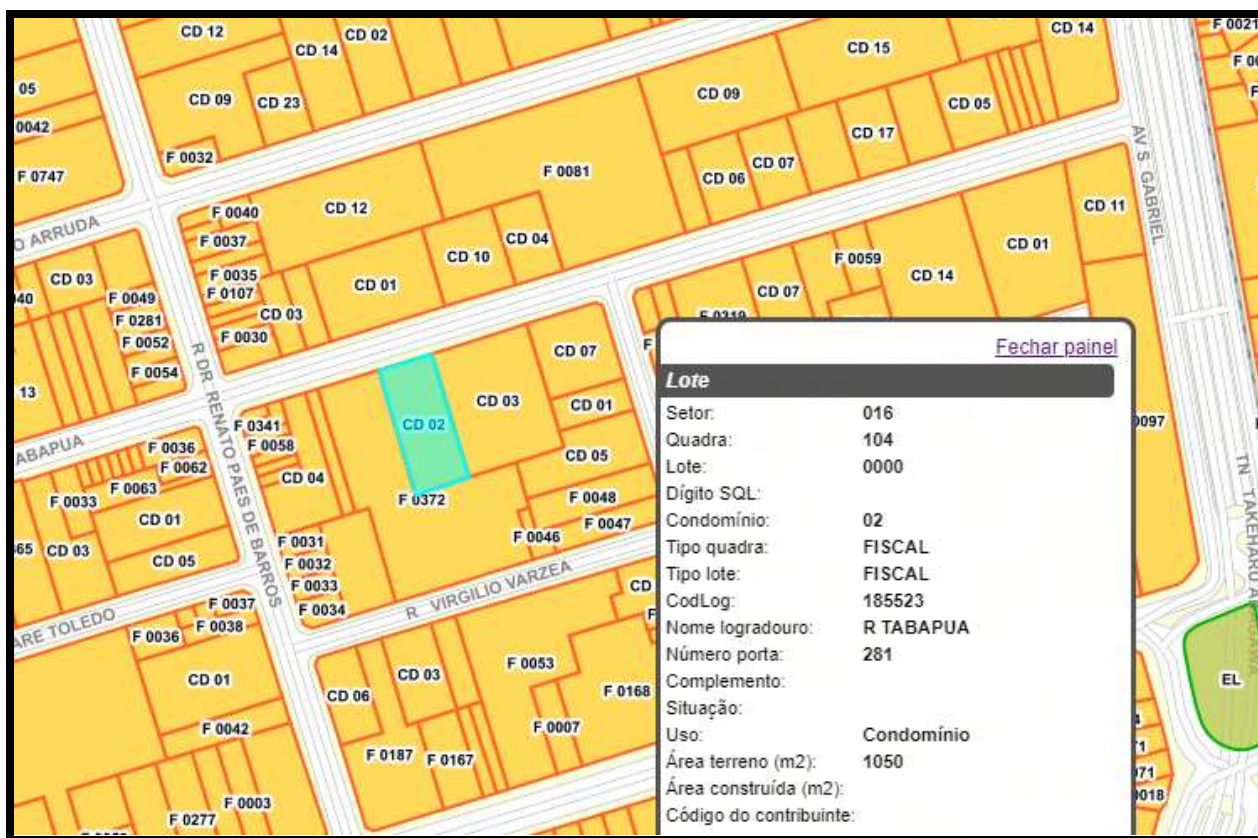 CD 12
CD 02
CD 14
CD 14
F 0021
CD 15
05
CD 09
CD 23
CD 09
CD 05
0042
CD 17
F 0032
F 0747
F 0081
CD 06
CD 07
CD 12
F 0040
AV S GABRIEL
CD 11
O ARRUDA
F 0037
CD 04
CD 10
CD 01
F 0059
CD 03
F 0035
F 0107
CD 01
CD 14
F 0049
CD 07
F 0281
CD 03
F 0030
F 0052
R DR RENATO PAES DE BARROS
CD 07
F 0054
13
CD 03
CD 01
CD 02
F 0341
F 0058
ABAPUA
F 0036
F 0062
CD 05
F 0063
CD 04
F 0033
F 0372
F 0048
CD 01
F 0047
CD 03
CD 05
F 0031
F 0046
F 0032
F 0033
R VIRGILIO VARZEA
F 0034
F 0037
F 0038
ARE TOLEDO
F 0036
CD 01
CD 03
F 0053
CD 06
F 0168
F 0042
F 0007
F 0187
F 0167
F 0003
F 0277
0097
EL
0018
Fechar painel
Lote
Setor: 016
Quadra: 104
Lote: 0000
Dígito SQL:
Condomínio: 02
Tipo quadra: FISCAL
Tipo lote: FISCAL
CodLog: 185523
Nome logradouro: R TABAPUA
Número porta: 281
Complemento:
Situação:
Uso: Condomínio
Área terreno (m2): 1050
Área construída (m2):
Código do contribuinte: